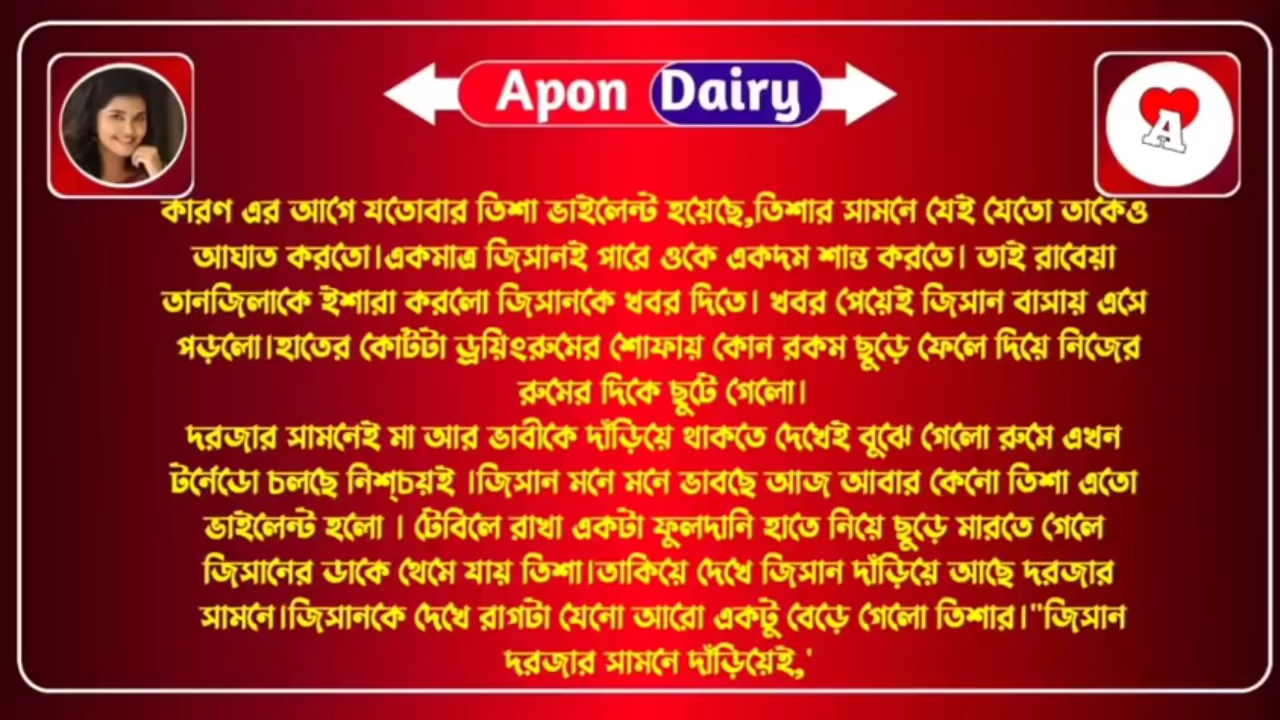 Apon Dairy
A
কারণ এর আগে যতোবার তিশা ভাইলেন্ট হয়েছে,তিশার সামনে যেই যেতো তাকেও
আঘাত করতো।একমাত্র জিসানই পারে ওকে একদম শান্ত করতে। তাই রাবেয়া
তানজিলাকে ইশারা করলো জিসানকে খবর দিতে। খবর পেয়েই জিসান বাসায় এসে
পড়লো।হাতের কোটটা ড্রয়িংরুমের শোফায় কোন রকম ছুড়ে ফেলে দিয়ে নিজের
রুমের দিকে ছুটে গেলো।
দরজার সামনেই মা আর ভাবীকে দাঁড়িয়ে থাকতে দেখেই বুঝে গেলো রুমে এখন
টর্নেডো চলছে নিশ্চয়ই ।জিসান মনে মনে ভাবছে আজ আবার কেনো তিশা এতো
ভাইলেন্ট হলো । টেবিলে রাখা একটা ফুলদানি হাতে নিয়ে ছুড়ে মারতে গেলে
জিসানের ডাকে থেমে যায় তিশা।তাকিয়ে দেখে জিসান দাঁড়িয়ে আছে দরজার
সামনে।জিসানকে দেখে রাগটা যেনো আরো একটু বেড়ে গেলো তিশার।"জিসান
দরজার সামনে দাঁড়িয়েই,'